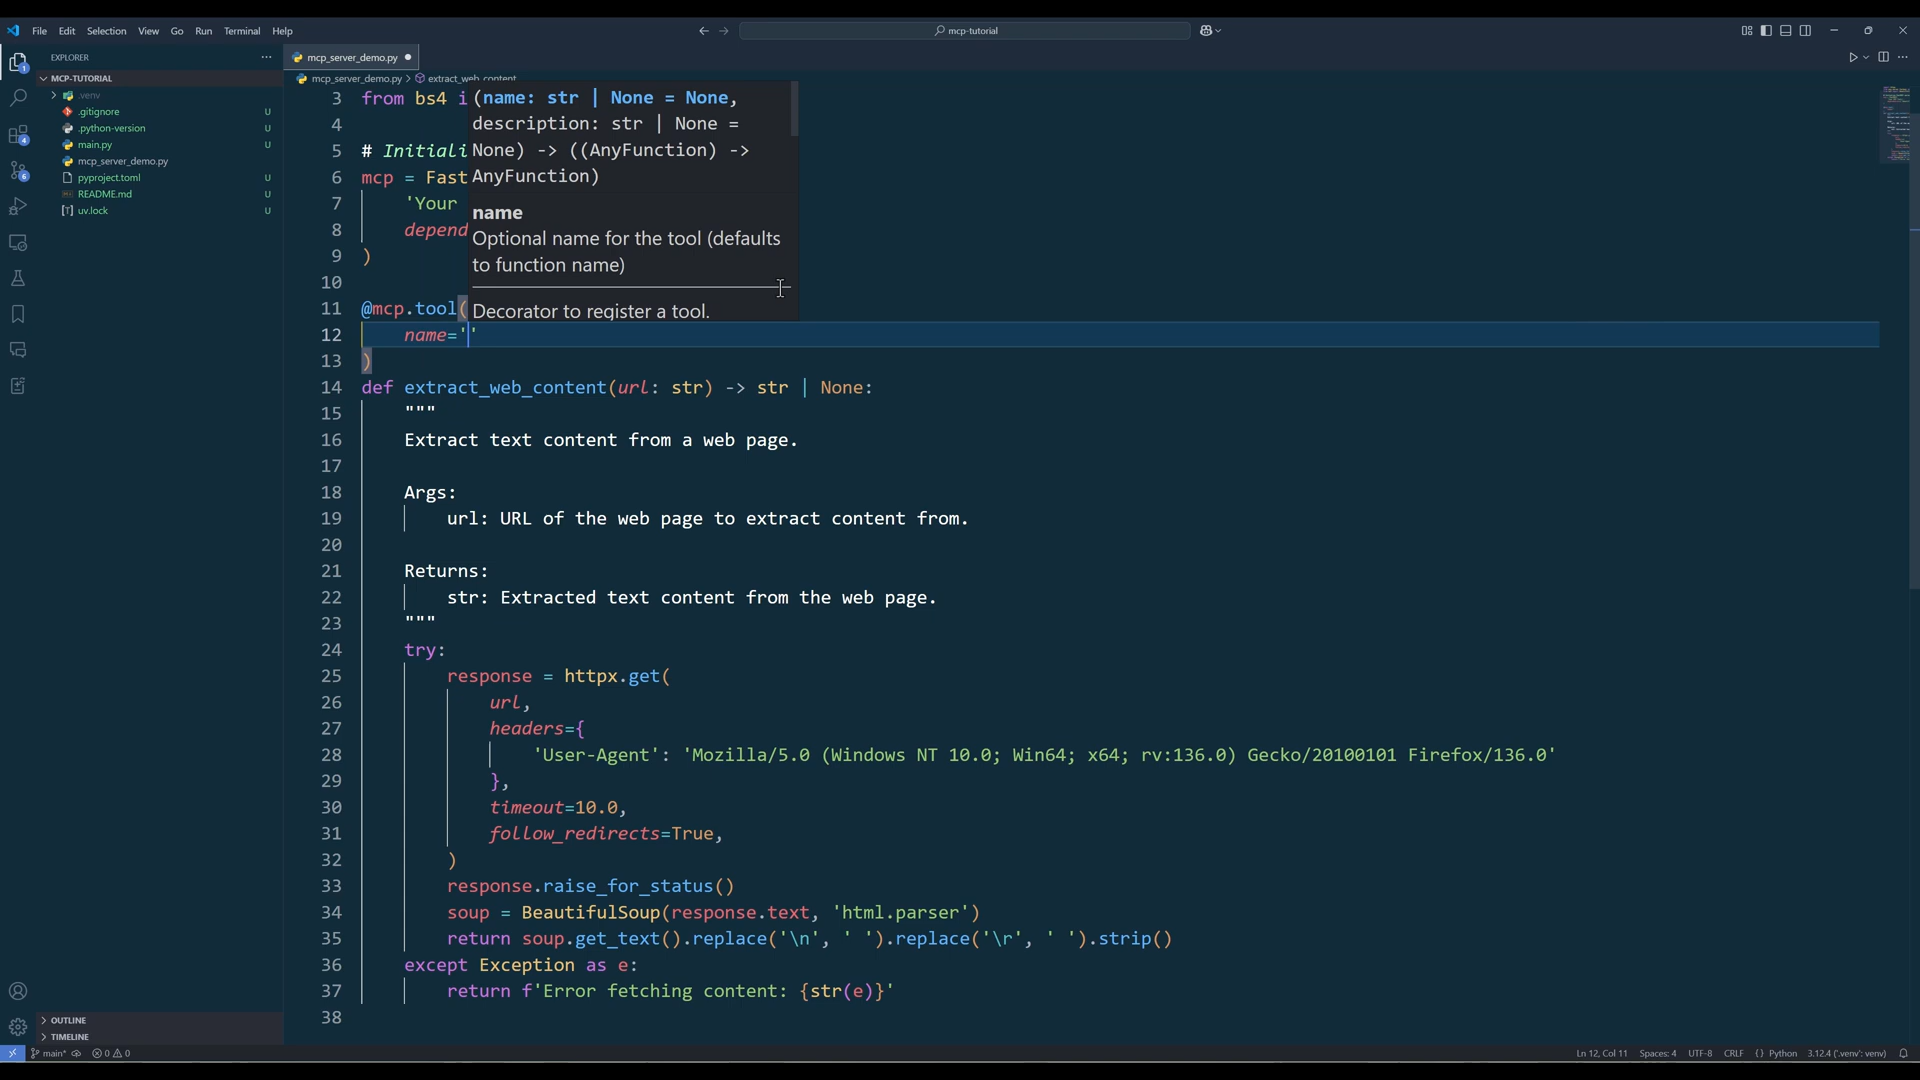 File Edit Selection View Go Run Terminal Help
mcp-tutorial
EXPLORER
MCP-TUTORIAL
.venv
.gitignore U
.python-version U
main.py U
mcp_server_demo.py
pyproject.toml U
README.md U
uv.lock U
OUTLINE
TIMELINE
mcp_server_demo.py
mcp_server_demo.py > extract_web_content
3 from bs4 i
4
5 # Initiali
6 mcp = Fast
7 'Your
8 depend
9 )
10
11 @mcp.tool(
12 name=''
13 )
14 def extract_web_content(url: str) -> str | None:
15 """
16 Extract text content from a web page.
17
18 Args:
19 url: URL of the web page to extract content from.
20
21 Returns:
22 str: Extracted text content from the web page.
23 """
24 try:
25 response = httpx.get(
26 url,
27 headers={
28 'User-Agent': 'Mozilla/5.0 (Windows NT 10.0; Win64; x64; rv:136.0) Gecko/20100101 Firefox/136.0'
29 },
30 timeout=10.0,
31 follow_redirects=True,
32 )
33 response.raise_for_status()
34 soup = BeautifulSoup(response.text, 'html.parser')
35 return soup.get_text().replace('\n', ' ').replace('\r', ' ').strip()
36 except Exception as e:
37 return f'Error fetching content: {str(e)}'
38
(name: str | None = None,
description: str | None =
None) -> ((AnyFunction) ->
AnyFunction)
name
Optional name for the tool (defaults
to function name)
Decorator to register a tool.
main* 0 0
Ln 12, Col 11 Spaces: 4 UTF-8 CRLF {} Python 3.12.4 ('.venv': venv)